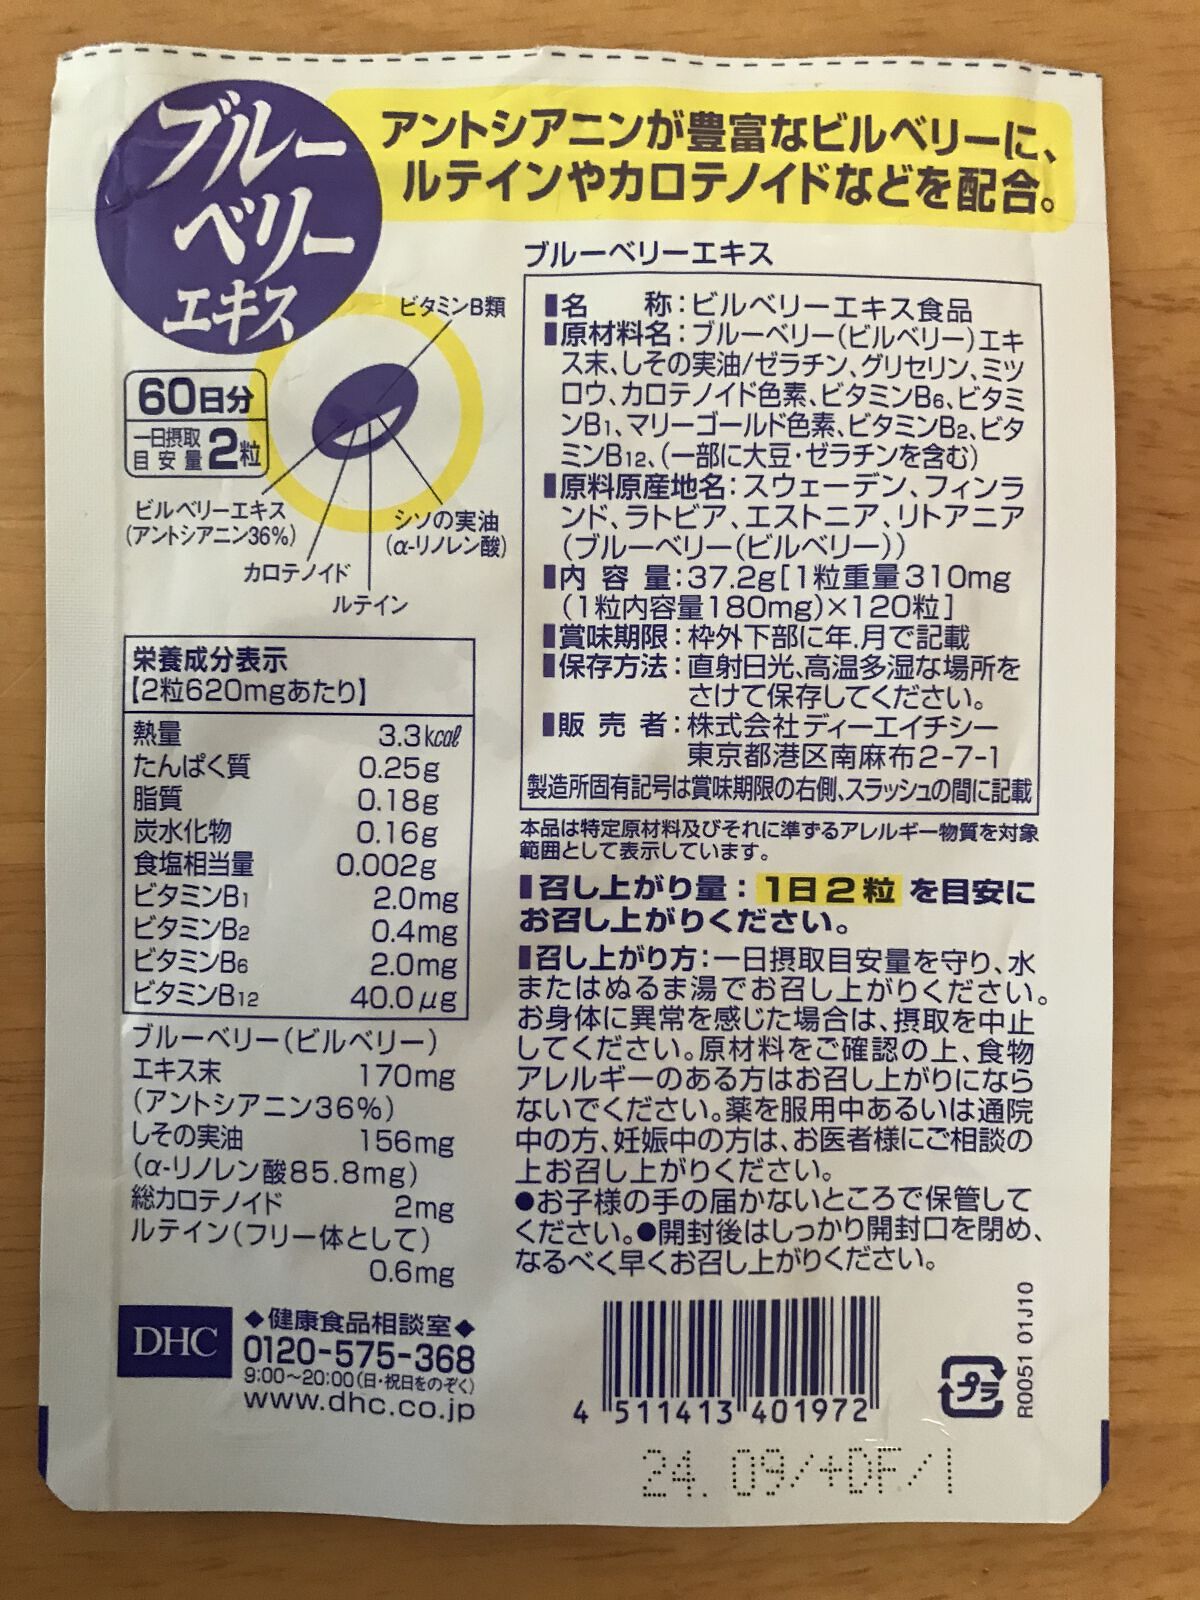 ブルー
ベリー
エキス
アントシアニンが豊富なビルベリーに、
ルテインやカロテノイドなどを配合。
60日分
一日摂取
目安量 2粒
ビタミンB類
ビルベリーエキス
(アントシアニン36%)
シソの実油
(α-リノレン酸)
カロテノイド
ルテイン
栄養成分表示
【2粒620mgあたり】
熱量 3.3kcal
たんぱく質 0.25g
脂質 0.18g
炭水化物 0.16g
食塩相当量 0.002g
ビタミンB1 2.0mg
ビタミンB2 0.4mg
ビタミンB6 2.0mg
ビタミンB12 40.0μg
ブルーベリー(ビルベリー)
エキス末 170mg
(アントシアニン36%)
しその実油 156mg
(α-リノレン酸85.8mg)
総カロテノイド 2mg
ルテイン(フリー体として)
0.6mg
DHC
◆健康食品相談室◆
0120-575-368
9:00~20:00(日・祝日をのぞく)
www.dhc.co.jp
ブルーベリーエキス
■名 称:ビルベリーエキス食品
■原材料名:ブルーベリー(ビルベリー)エキ
ス末、しその実油/ゼラチン、グリセリン、ミツ
ロウ、カロテノイド色素、ビタミンB6、ビタミ
ンB1、マリーゴールド色素、ビタミンB2、ビタ
ミンB12、(一部に大豆・ゼラチンを含む)
■原料原産地名:スウェーデン、フィンラ
ンド、ラトビア、エストニア、リトアニア
(ブルーベリー(ビルベリー))
■内容量:37.2g[1粒重量310mg
(1粒内容量180mg)×120粒]
■賞味期限:枠外下部に年.月で記載
■保存方法:直射日光、高温多湿な場所を
さけて保存してください。
■販売者:株式会社ディーエイチシー
東京都港区南麻布2-7-1
製造所固有記号は賞味期限の右側、スラッシュの間に記載
本品は特定原材料及びそれに準ずるアレルギー物質を対象
範囲として表示しています。
■召し上がり量:1日2粒を目安に
お召し上がりください。
■召し上がり方:一日摂取目安量を守り、水
またはぬるま湯でお召し上がりください。
お身体に異常を感じた場合は、摂取を中止
してください。原材料をご確認の上、食物
アレルギーのある方はお召し上がりになら
ないでください。薬を服用中あるいは通院
中の方、妊娠中の方は、お医者様にご相談の
上お召し上がりください。
●お子様の手の届かないところで保管して
ください。●開封後はしっかり開封口を閉め、
なるべく早くお召し上がりください。
4 511413 401972
プラ
R0051 01J10
24.09/+DF/1